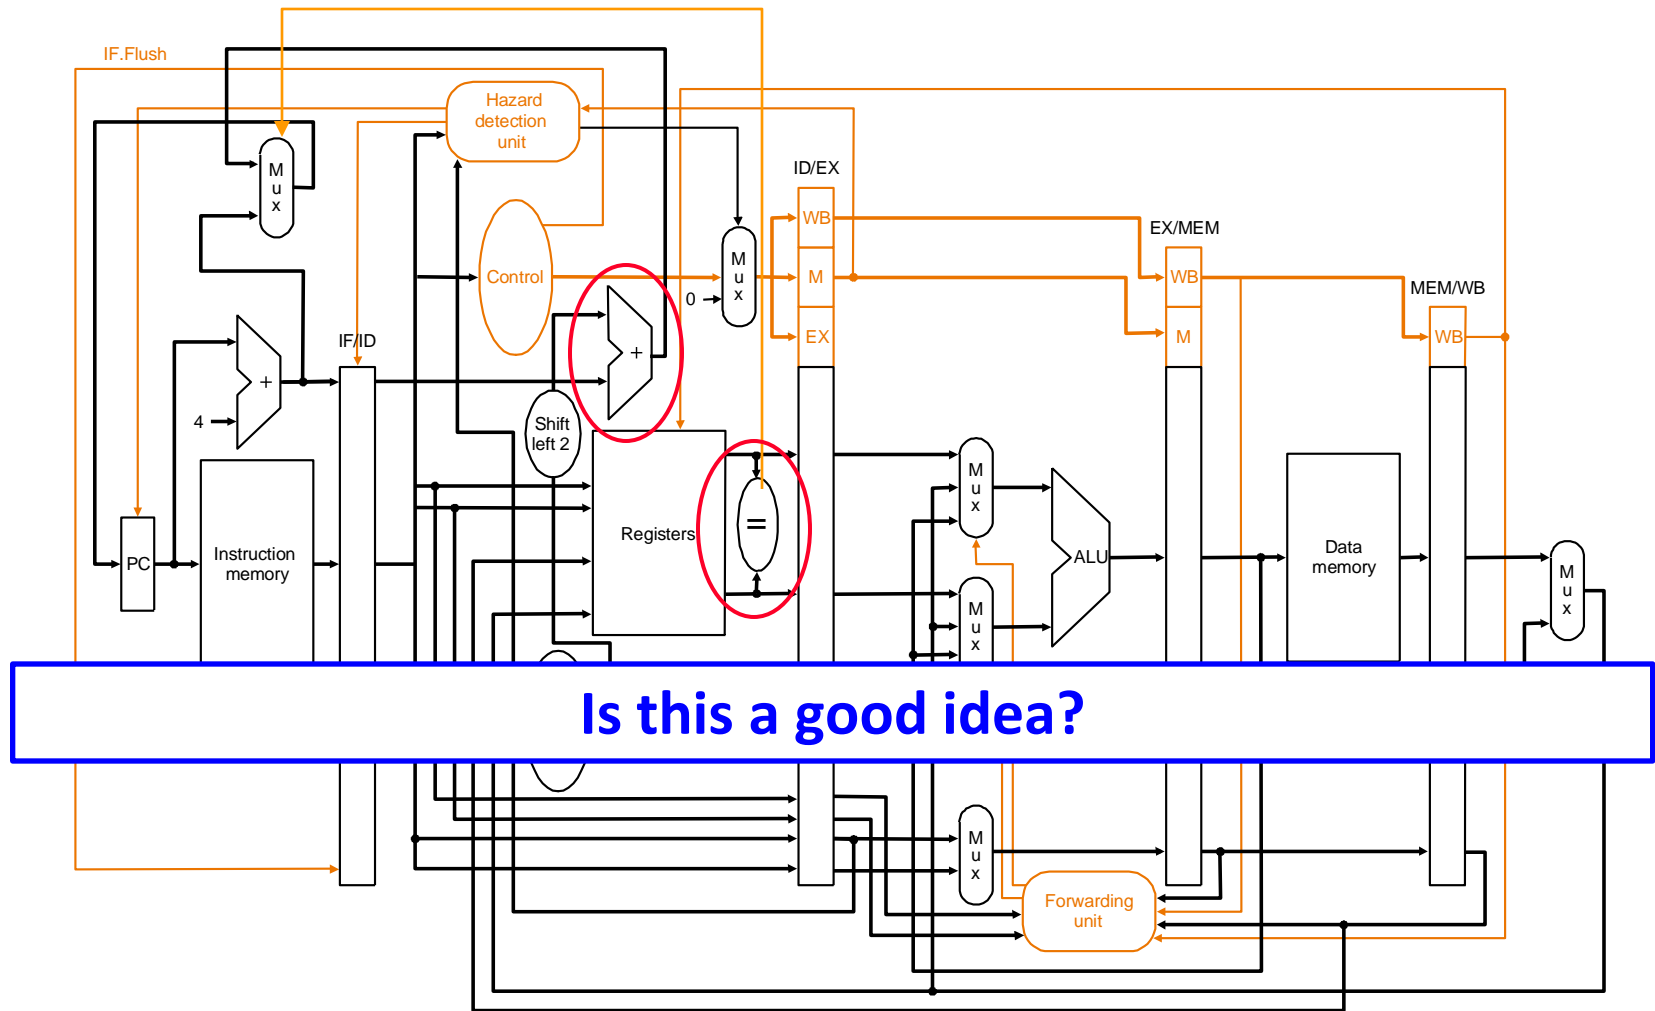 IF.Flush
Hazard
detection
unit
M
u
x
ID/EX
WB
EX/MEM
Control
M
u
x
M
WB
MEM/WB
0
IF/ID
+
EX
M
WB
+
4
Shift
left 2
M
u
x
Registers
=
PC
Instruction
memory
ALU
Data
memory
M
u
x
M
u
x
Is this a good idea?
M
u
x
Forwarding
unit